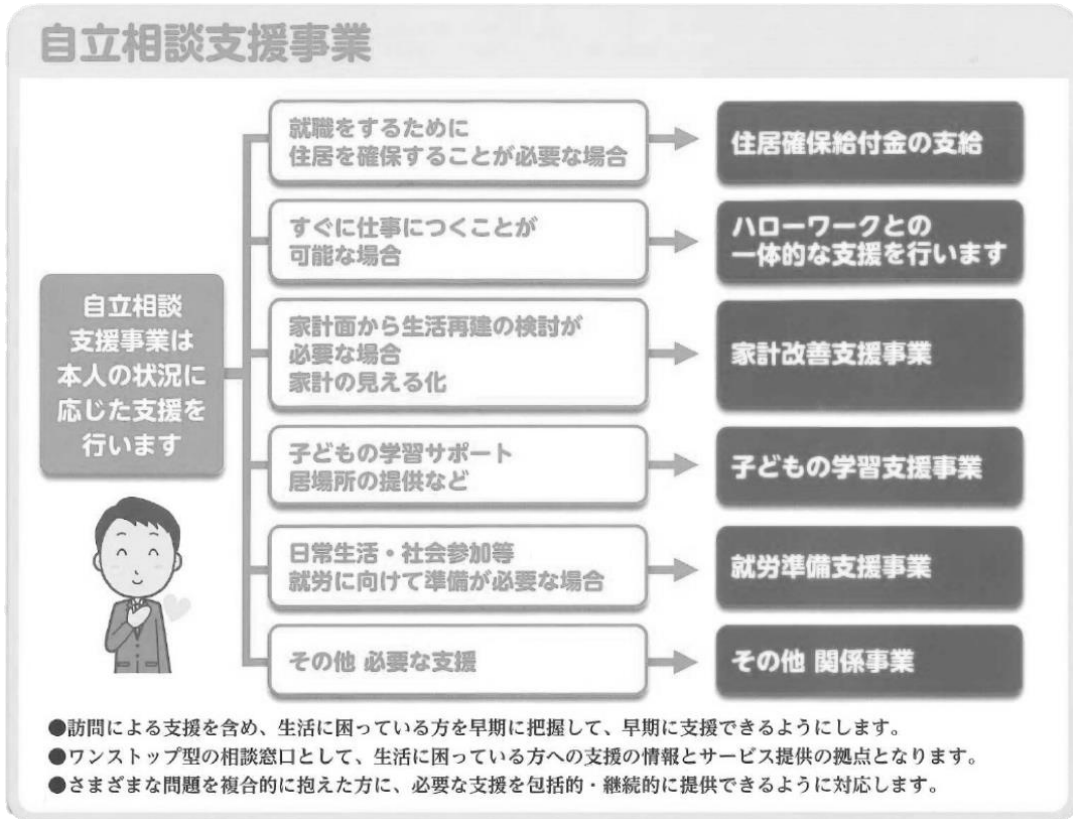 自立相談支援事業
就職をするために
住居を確保することが必要な場合
住居確保給付金の支給
すぐに仕事につくことが
可能な場合
ハローワークとの
一体的な支援を行います
自立相談
支援事業は
本人の状況に
応じた支援を
行います
家計面から生活再建の検討が
必要な場合
家計の見える化
家計改善支援事業
子どもの学習サポート
居場所の提供など
子どもの学習支援事業
日常生活・社会参加等
就労に向けて準備が必要な場合
就労準備支援事業
その他 必要な支援
その他 関係事業
●訪問による支援を含め、生活に困っている方を早期に把握して、早期に支援できるようにします。
●ワンストップ型の相談窓口として、生活に困っている方への支援の情報とサービス提供の拠点となります。
●さまざまな問題を複合的に抱えた方に、必要な支援を包括的・継続的に提供できるように対応します。